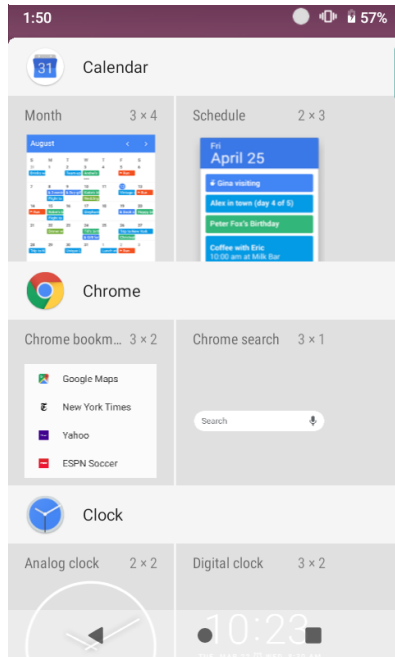 1:50 57%
31 Calendar
Month 3 × 4 Schedule 2 × 3
August
S M T W T F S
Fri
April 25
Gina visiting
Alex in town (day 4 of 5)
Peter Fox's Birthday
Coffee with Eric
10:00 am at Milk Bar
Chrome
Chrome bookm... 3 × 2 Chrome search 3 × 1
Google Maps
New York Times
Yahoo
ESPN Soccer
Search
Clock
Analog clock 2 × 2 Digital clock 3 × 2
10:23